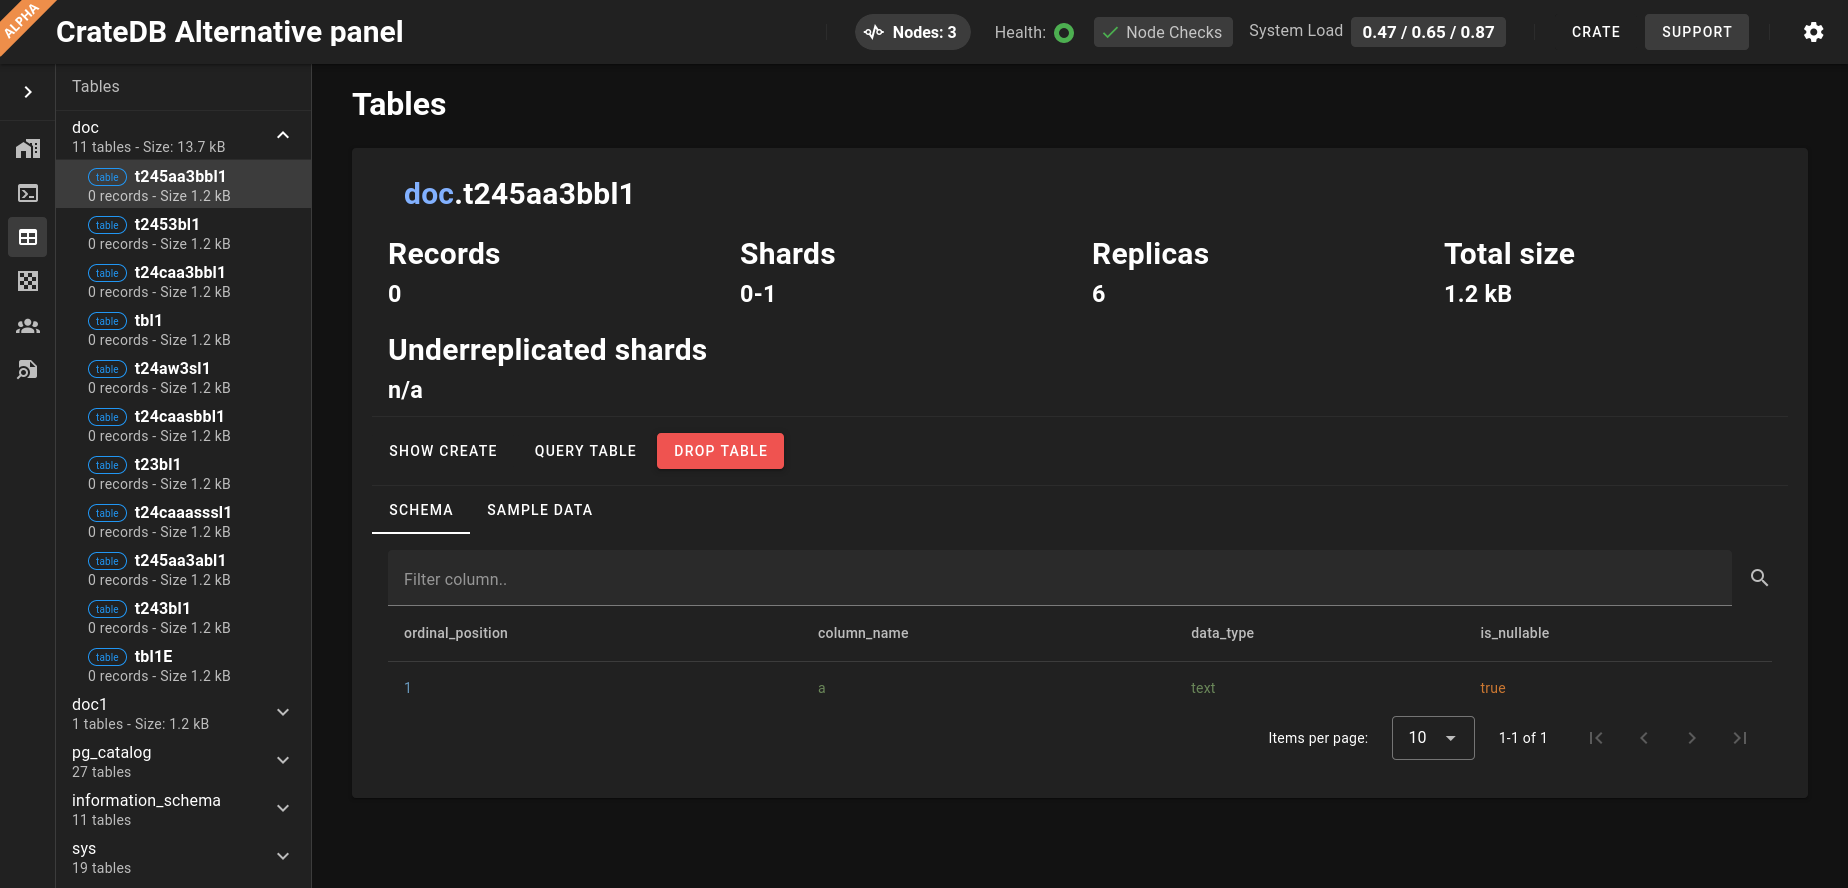 ALPHA
CrateDB Alternative panel
Nodes: 3
Health:
Node Checks
System Load
0.47 / 0.65 / 0.87
CRATE
SUPPORT
Tables
doc
11 tables - Size: 13.7 kB
table t245aa3bbl1
0 records - Size 1.2 kB
table t2453bl1
0 records - Size 1.2 kB
table t24caa3bbl1
0 records - Size 1.2 kB
table tbl1
0 records - Size 1.2 kB
table t24aw3sl1
0 records - Size 1.2 kB
table t24caasbbl1
0 records - Size 1.2 kB
table t23bl1
0 records - Size 1.2 kB
table t24caaasssl1
0 records - Size 1.2 kB
table t245aa3abl1
0 records - Size 1.2 kB
table t243bl1
0 records - Size 1.2 kB
table tbl1E
0 records - Size 1.2 kB
doc1
1 tables - Size: 1.2 kB
pg_catalog
27 tables
information_schema
11 tables
sys
19 tables
Tables
doc.t245aa3bbl1
Records Shards Replicas Total size
0 0-1 6 1.2 kB
Underreplicated shards
n/a
SHOW CREATE QUERY TABLE DROP TABLE
SCHEMA SAMPLE DATA
Filter column..
ordinal_position column_name data_type is_nullable
1 a text true
Items per page: 10 1-1 of 1